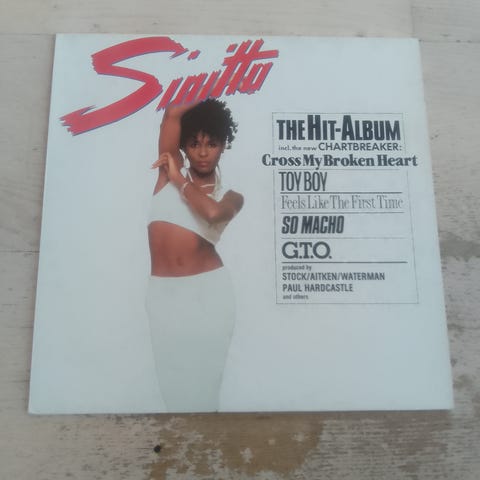 Sinitta
THE HIT-ALBUM
incl. the new CHARTBREAKER:
Cross My Broken Heart
TOY BOY
Feels Like The First Time
SO MACHO
G.T.O.
produced by
STOCK/AITKEN/WATERMAN
PAUL HARDCASTLE
and others